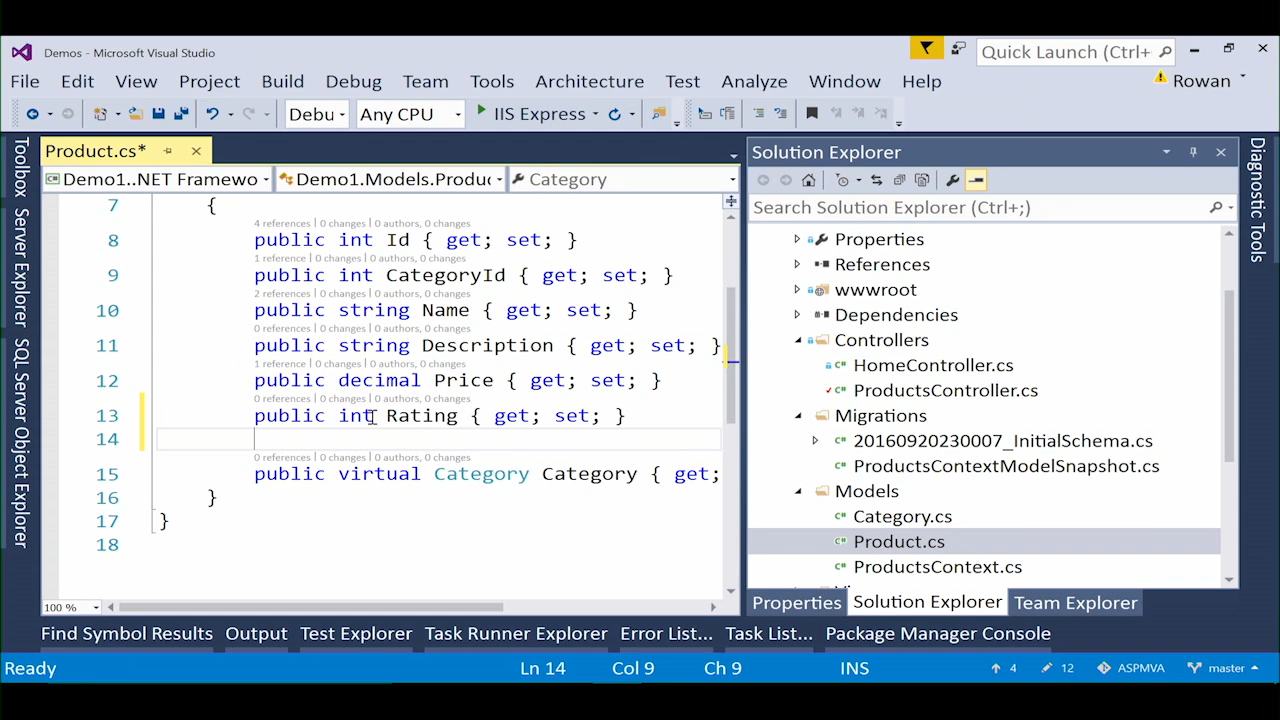 Demos - Microsoft Visual Studio
Quick Launch (Ctrl+
File Edit View Project Build Debug Team Tools Architecture Test Analyze Window Help
Rowan
Debu
Any CPU
IIS Express
Toolbox
Server Explorer
SQL Server Object Explorer
Product.cs*
Demo1..NET Framewo
Demo1.Models.Produc
Category
7 {
4 references | 0 changes | 0 authors, 0 changes
8 public int Id { get; set; }
1 reference | 0 changes | 0 authors, 0 changes
9 public int CategoryId { get; set; }
2 references | 0 changes | 0 authors, 0 changes
10 public string Name { get; set; }
0 references | 0 changes | 0 authors, 0 changes
11 public string Description { get; set; }
1 reference | 0 changes | 0 authors, 0 changes
12 public decimal Price { get; set; }
0 references | 0 changes | 0 authors, 0 changes
13 public int Rating { get; set; }
14
0 references | 0 changes | 0 authors, 0 changes
15 public virtual Category Category { get;
16 }
17 }
18
100 %
Solution Explorer
Search Solution Explorer (Ctrl+;)
Properties
References
wwwroot
Dependencies
Controllers
HomeController.cs
ProductsController.cs
Migrations
20160920230007_InitialSchema.cs
ProductsContextModelSnapshot.cs
Models
Category.cs
Product.cs
ProductsContext.cs
Properties Solution Explorer Team Explorer
Diagnostic Tools
Find Symbol Results Output Test Explorer Task Runner Explorer Error List... Task List... Package Manager Console
Ready Ln 14 Col 9 Ch 9 INS 4 12 ASPMVA master